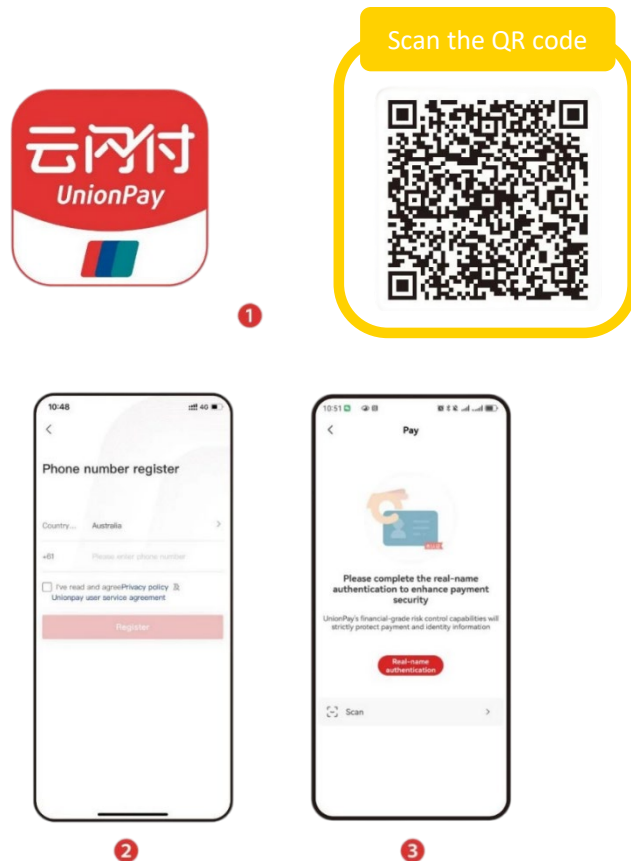 Scan the QR code
云闪付
UnionPay
1
10:48
4G
Phone number register
Country...
Australia
+61
Please enter phone number
I've read and agreePrivacy policy 及
Unionpay user service agreement
Register
2
10:51
Pay
Please complete the real-name
authentication to enhance payment
security
UnionPay's financial-grade risk control capabilities will
strictly protect payment and identity information
Real-name
authentication
Scan
3